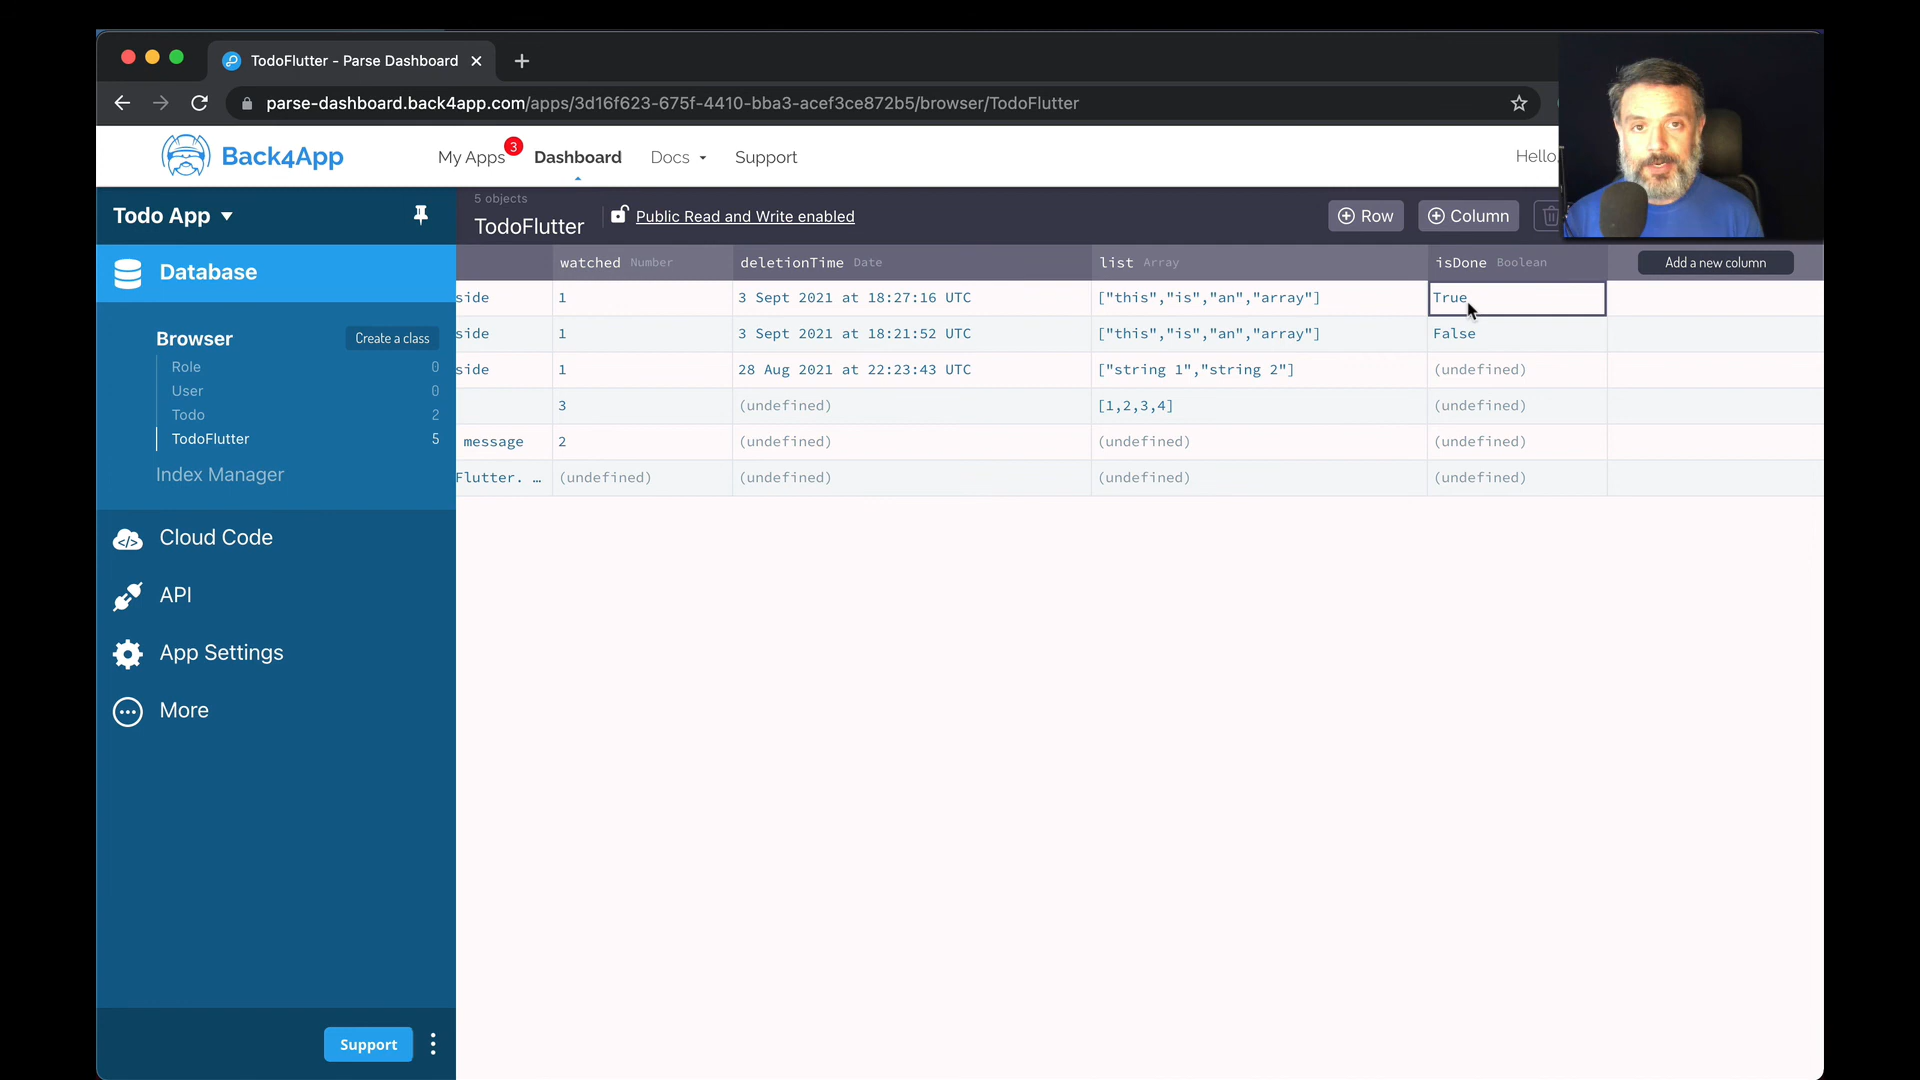 TodoFlutter - Parse Dashboard
parse-dashboard.back4app.com/apps/3d16f623-675f-4410-bba3-acef3ce872b5/browser/TodoFlutter
Back4App
My Apps 3 Dashboard Docs Support
Hello,
Todo App
5 objects
TodoFlutter
Public Read and Write enabled
Row Column
Database
Browser Create a class
Role 0
User 0
Todo 2
TodoFlutter 5
Index Manager
Cloud Code
API
App Settings
More
Support
watched Number deletionTime Date list Array isDone Boolean Add a new column
side 1 3 Sept 2021 at 18:27:16 UTC ["this","is","an","array"] True
side 1 3 Sept 2021 at 18:21:52 UTC ["this","is","an","array"] False
side 1 28 Aug 2021 at 22:23:43 UTC ["string 1","string 2"] (undefined)
3 (undefined) [1,2,3,4] (undefined)
message 2 (undefined) (undefined) (undefined)
Flutter. … (undefined) (undefined) (undefined) (undefined)